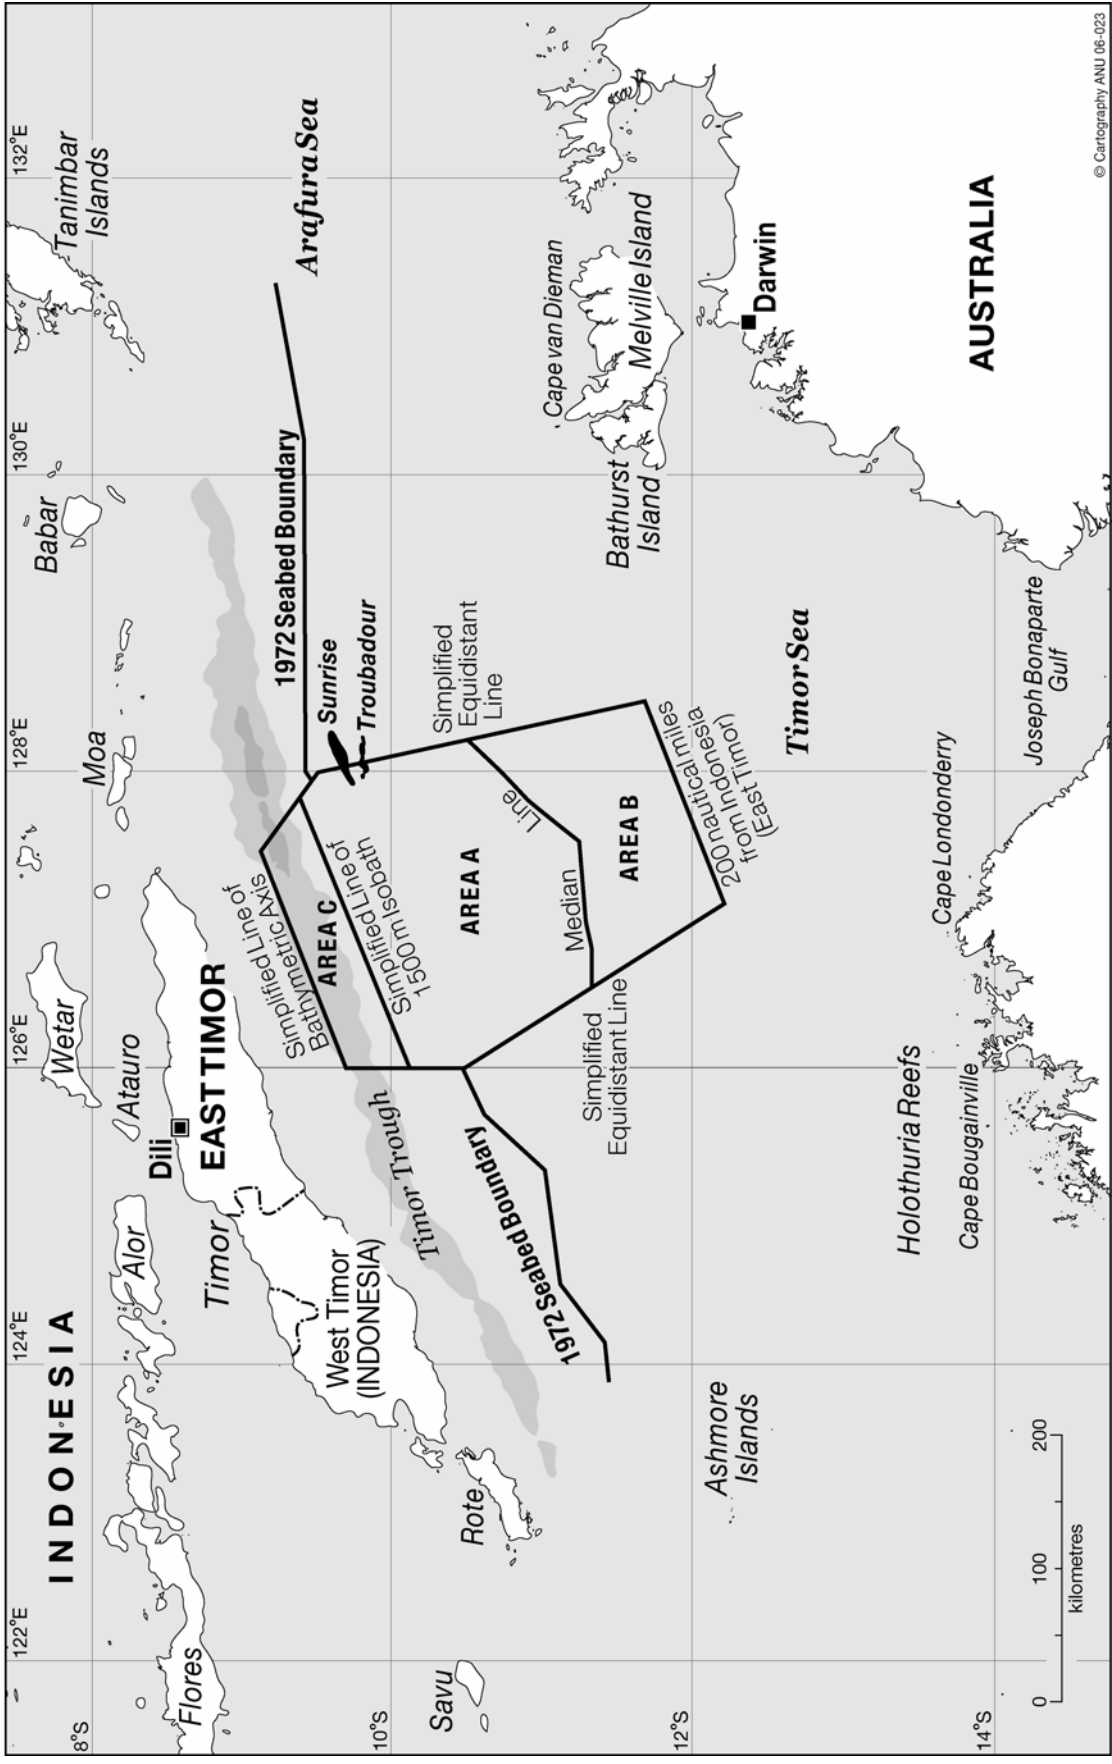 122°E
124°E
126°E
128°E
130°E
132°E
8°S
10°S
12°S
14°S
INDONESIA
Flores
Alor
Atauro
Wetar
Moa
Babar
Tanimbar
Islands
Dili
EAST TIMOR
Timor
West Timor
(INDONESIA)
Savu
Rote
Timor Trough
Simplified Line of
Bathymetric Axis
AREA C
Simplified Line of
1500m Isobath
AREA A
Median
Line
AREA B
1972 Seabed Boundary
1972 Seabed Boundary
Sunrise
Troubadour
Simplified
Equidistant
Line
Simplified
Equidistant Line
200 nautical miles
from Indonesia
(East Timor)
Arafura Sea
Timor Sea
Cape van Dieman
Melville Island
Bathurst
Island
Darwin
AUSTRALIA
Ashmore
Islands
Holothuria Reefs
Cape Bougainville
Cape Londonderry
Joseph Bonaparte
Gulf
0
100
200
kilometres
© Cartography ANU 06-023